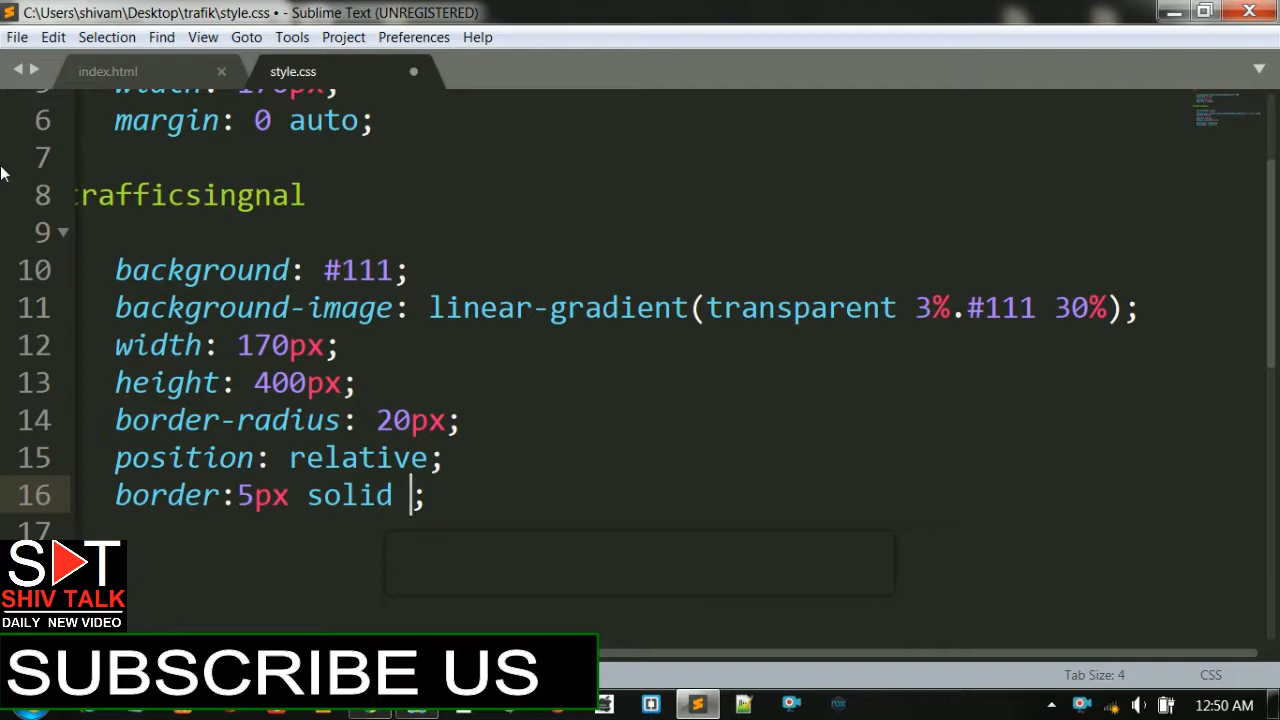 C:\Users\shivam\Desktop\trafik\style.css • - Sublime Text (UNREGISTERED)
File Edit Selection Find View Goto Tools Project Preferences Help
index.html style.css
width: 170px;
6 margin: 0 auto;
7
8 trafficsingnal
9
10 background: #111;
11 background-image: linear-gradient(transparent 3%.#111 30%);
12 width: 170px;
13 height: 400px;
14 border-radius: 20px;
15 position: relative;
16 border:5px solid ;
17
S T
SHIV TALK
DAILY NEW VIDEO
SUBSCRIBE US
Tab Size: 4 CSS
12:50 AM